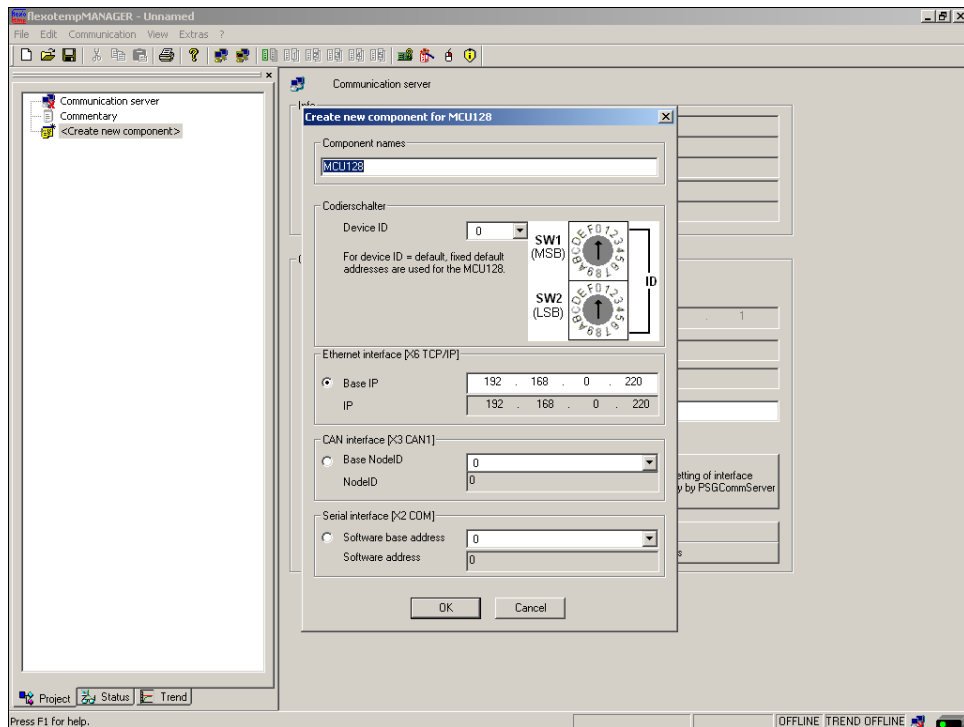 flexotempMANAGER - Unnamed
File Edit Communication View Extras ?
Communication server
Commentary
<Create new component>
Communication server
Info
Create new component for MCU128
Component names
MCU128
Codierschalter
Device ID
0
For device ID = default, fixed default
addresses are used for the MCU128.
SW1
(MSB)
SW2
(LSB)
ID
Ethernet interface [X6 TCP/IP]
Base IP
192 . 168 . 0 . 220
IP
192 . 168 . 0 . 220
CAN interface [X3 CAN1]
Base NodeID
0
NodeID
0
Serial interface [X2 COM]
Software base address
0
Software address
0
OK
Cancel
. 1
etting of interface
y by PSGCommServer
s
Project
Status
Trend
Press F1 for help.
OFFLINE TREND OFFLINE